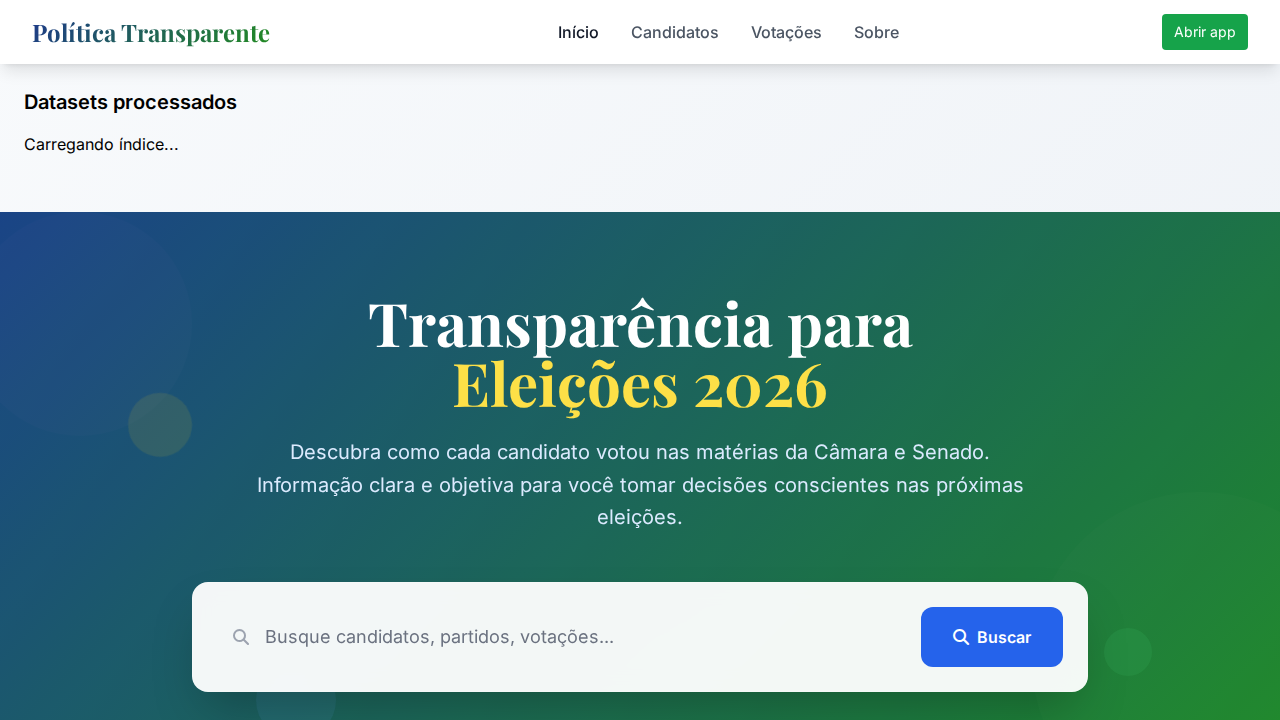 Política Transparente
Início
Candidatos
Votações
Sobre
Abrir app
Datasets processados
Carregando índice...
Transparência para
Eleições 2026
Descubra como cada candidato votou nas matérias da Câmara e Senado.
Informação clara e objetiva para você tomar decisões conscientes nas próximas
eleições.
Busque candidatos, partidos, votações...
Buscar